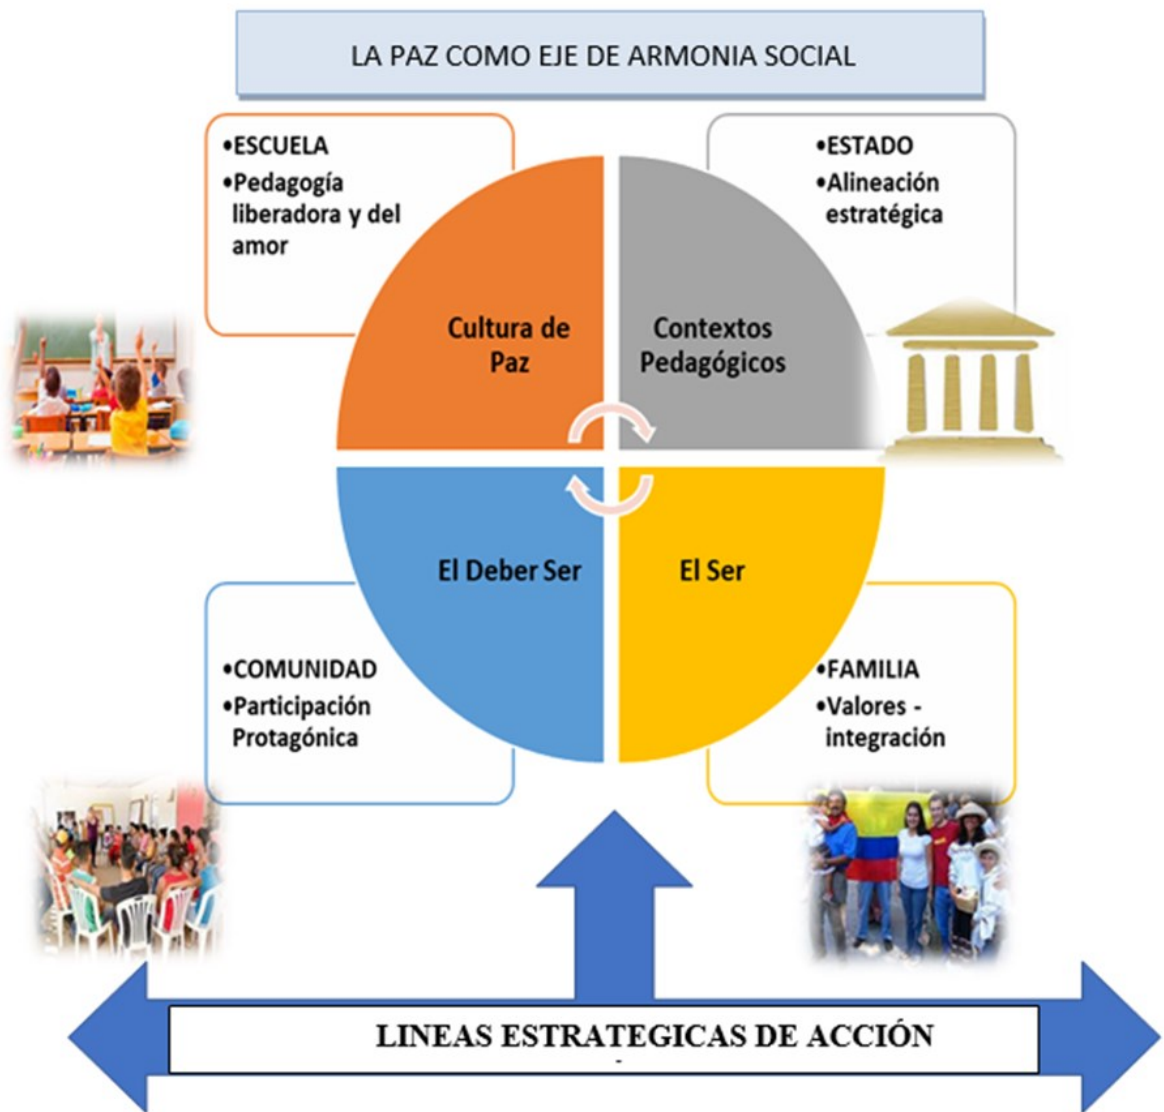 LA PAZ COMO EJE DE ARMONIA SOCIAL
•ESCUELA
•Pedagogía
liberadora y del
amor
•ESTADO
•Alineación
estratégica
Cultura de
Paz
Contextos
Pedagógicos
El Deber Ser
El Ser
•COMUNIDAD
•Participación
Protagónica
•FAMILIA
•Valores -
integración
LINEAS ESTRATEGICAS DE ACCIÓN
-